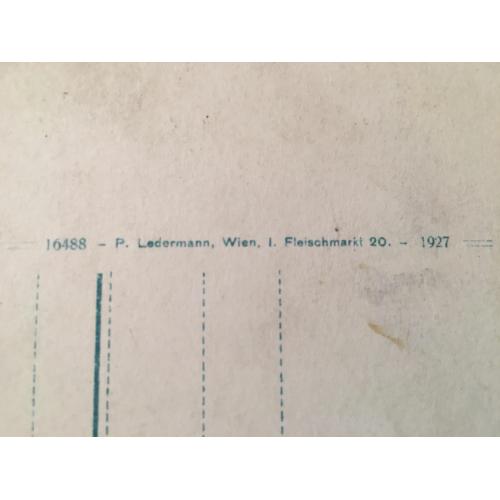 16488 – P. Ledermann, Wien, I. Fleischmarkt 20. – 1927